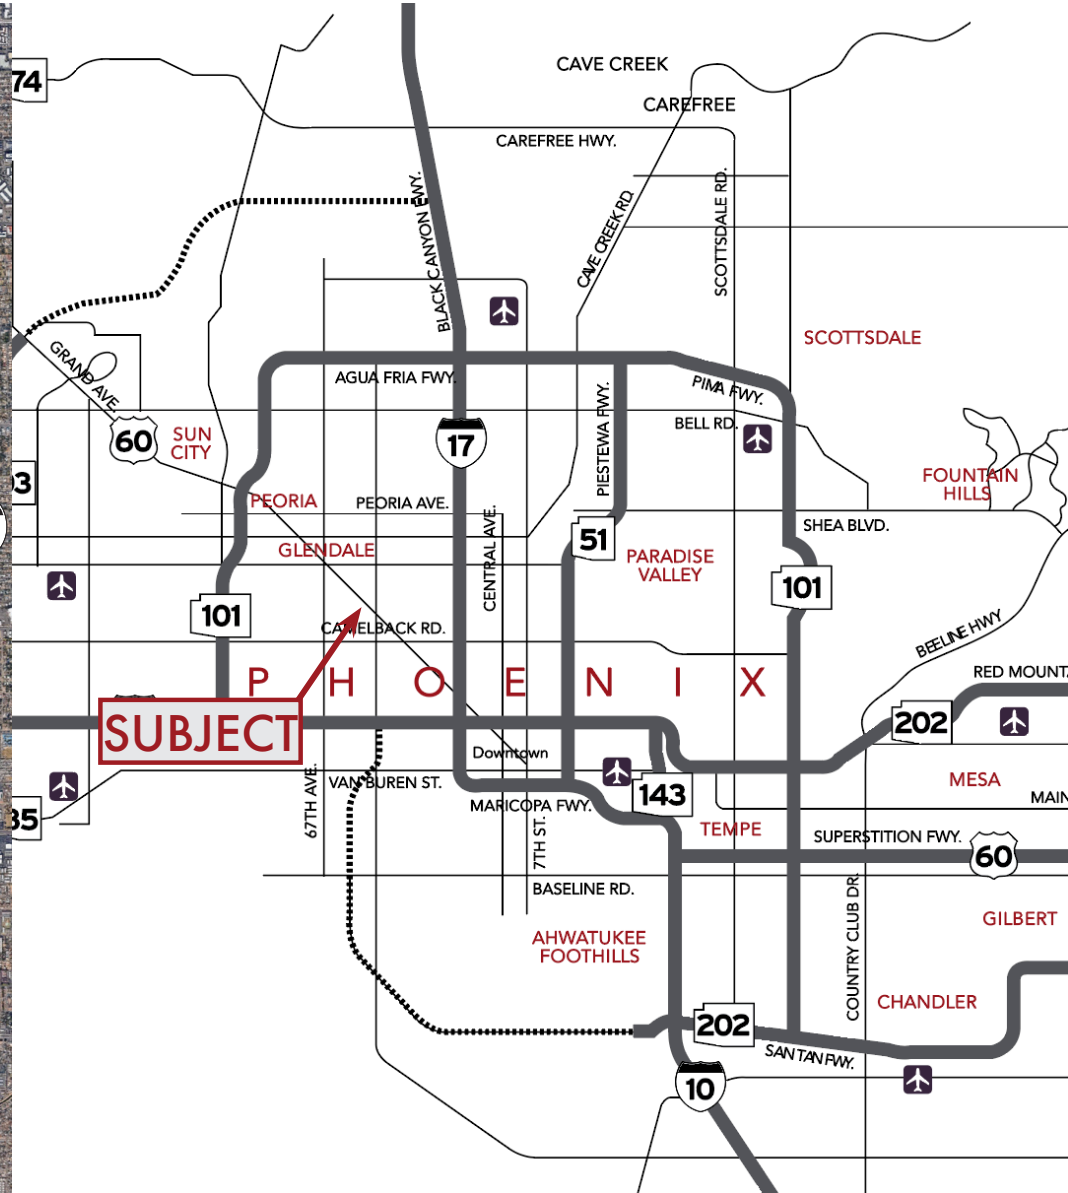 74
CAVE CREEK
CAREFREE
CAREFREE HWY.
BLACK CANYON FWY.
CAVE CREEK RD.
SCOTTSDALE RD.
SCOTTSDALE
GRAND AVE.
AGUA FRIA FWY.
PIMA FWY.
PIESTEWA FWY.
BELL RD.
60
SUN
CITY
17
FOUNTAIN
HILLS
PEORIA
PEORIA AVE.
CENTRAL AVE.
51
SHEA BLVD.
GLENDALE
PARADISE
VALLEY
101
101
CAMELBACK RD.
BEELINE HWY
RED MOUNT
P H O E N I X
SUBJECT
202
Downtown
67TH AVE.
VAN BUREN ST.
MARICOPA FWY.
143
MESA
MAIN
35
7TH ST.
TEMPE
SUPERSTITION FWY.
60
BASELINE RD.
COUNTRY CLUB DR.
GILBERT
AHWATUKEE
FOOTHILLS
CHANDLER
202
SAN TAN FWY.
10